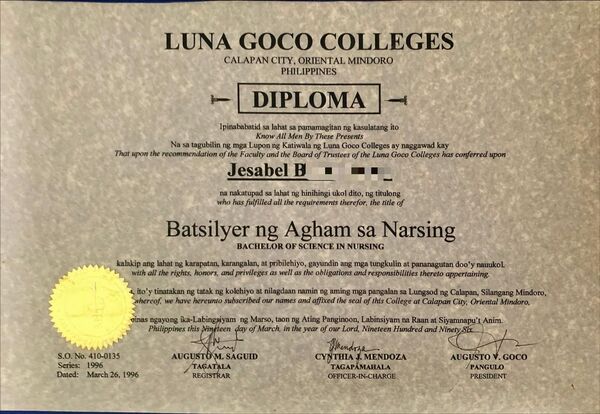 LUNA GOCO COLLEGES
CALAPAN CITY, ORIENTAL MINDORO
PHILIPPINES
DIPLOMA
Ipinababatid sa lahat sa pamamagitan ng kasulatang ito
Know All Men By These Presents
Na sa tagubilin ng mga Lupon ng Katiwala ng Luna Goco Colleges ay naggawad kay
That upon the recommendation of the Faculty and the Board of Trustees of the Luna Goco Colleges has conferred upon
Jesabel B
na nakatupad sa lahat ng hinihingi ukol dito, ng titulong
who has fulfilled all the requirements therefor, the title of
Batsilyer ng Agham sa Narsing
BACHELOR OF SCIENCE IN NURSING
kalakip ang lahat ng karapatan, karangalan, at pribilehiyo, gayundin ang mga tungkulin at pananagutan doo'y nauukol.
with all the rights, honors, and privileges as well as the obligations and responsibilities thereto appertaining.
ito'y tinatakan ng tatak ng kolehiyo at nilagdaan namin ng aming mga pangalan sa Lungsod ng Calapan, Silangang Mindoro,
whereof, we have hereunto subscribed our names and affixed the seal of this College at Calapan City, Oriental Mindoro,
ngayong ika-Labingsiyam ng Marso, taon ng Ating Panginoon, Labinsiyam na Raan at Siyamnapu't Anim.
Philippines this Nineteen day of March, in the year of our Lord, Nineteen Hundred and Ninety Six.
S.O. No. 410-0135
Series: 1996
Dated: March 26, 1996
AUGUSTO M. SAGUID
TAGATALA
REGISTRAR
CYNTHIA J. MENDOZA
TAGAPAMAHALA
OFFICER-IN-CHARGE
AUGUSTO V. GOCO
PANGULO
PRESIDENT